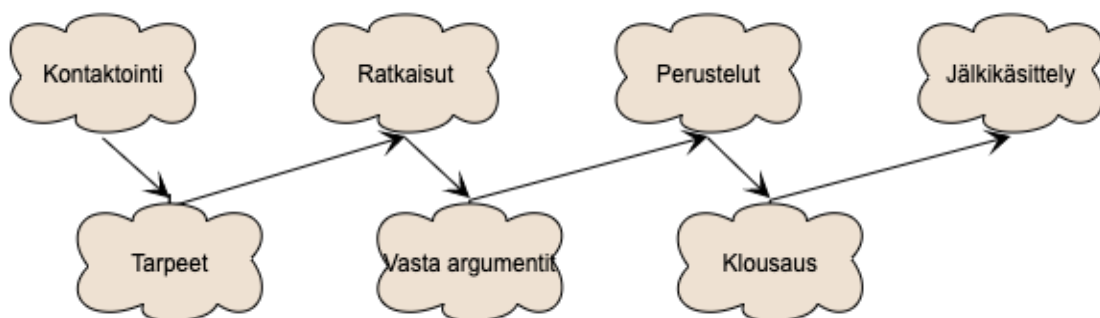 Kontaktointi
Ratkaisut
Perustelut
Jälkikäsittely
Tarpeet
Vasta argumentit
Klousaus